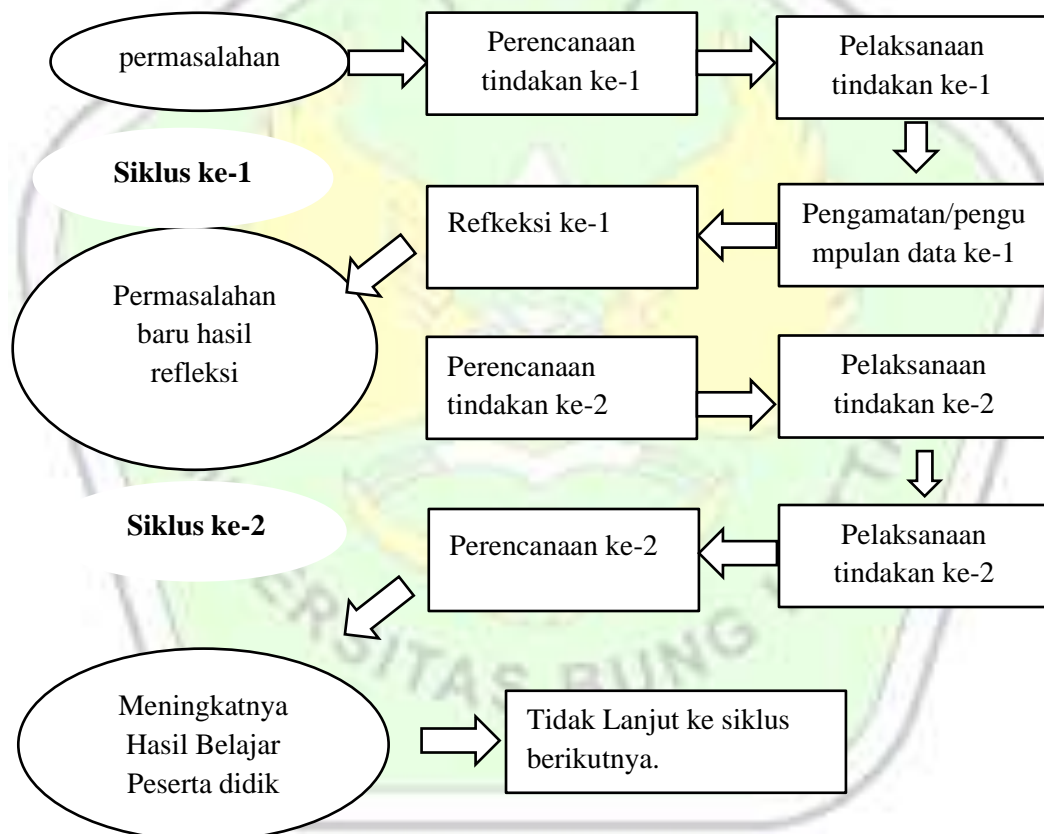 permasalahan
Perencanaan
tindakan ke-1
Pelaksanaan
tindakan ke-1
Siklus ke-1
Refkeksi ke-1
Pengamatan/pengu
mpulan data ke-1
Permasalahan
baru hasil
refleksi
Perencanaan
tindakan ke-2
Pelaksanaan
tindakan ke-2
Siklus ke-2
Perencanaan ke-2
Pelaksanaan
tindakan ke-2
Meningkatnya
Hasil Belajar
Peserta didik
Tidak Lanjut ke siklus
berikutnya.
ERSITAS BUNG